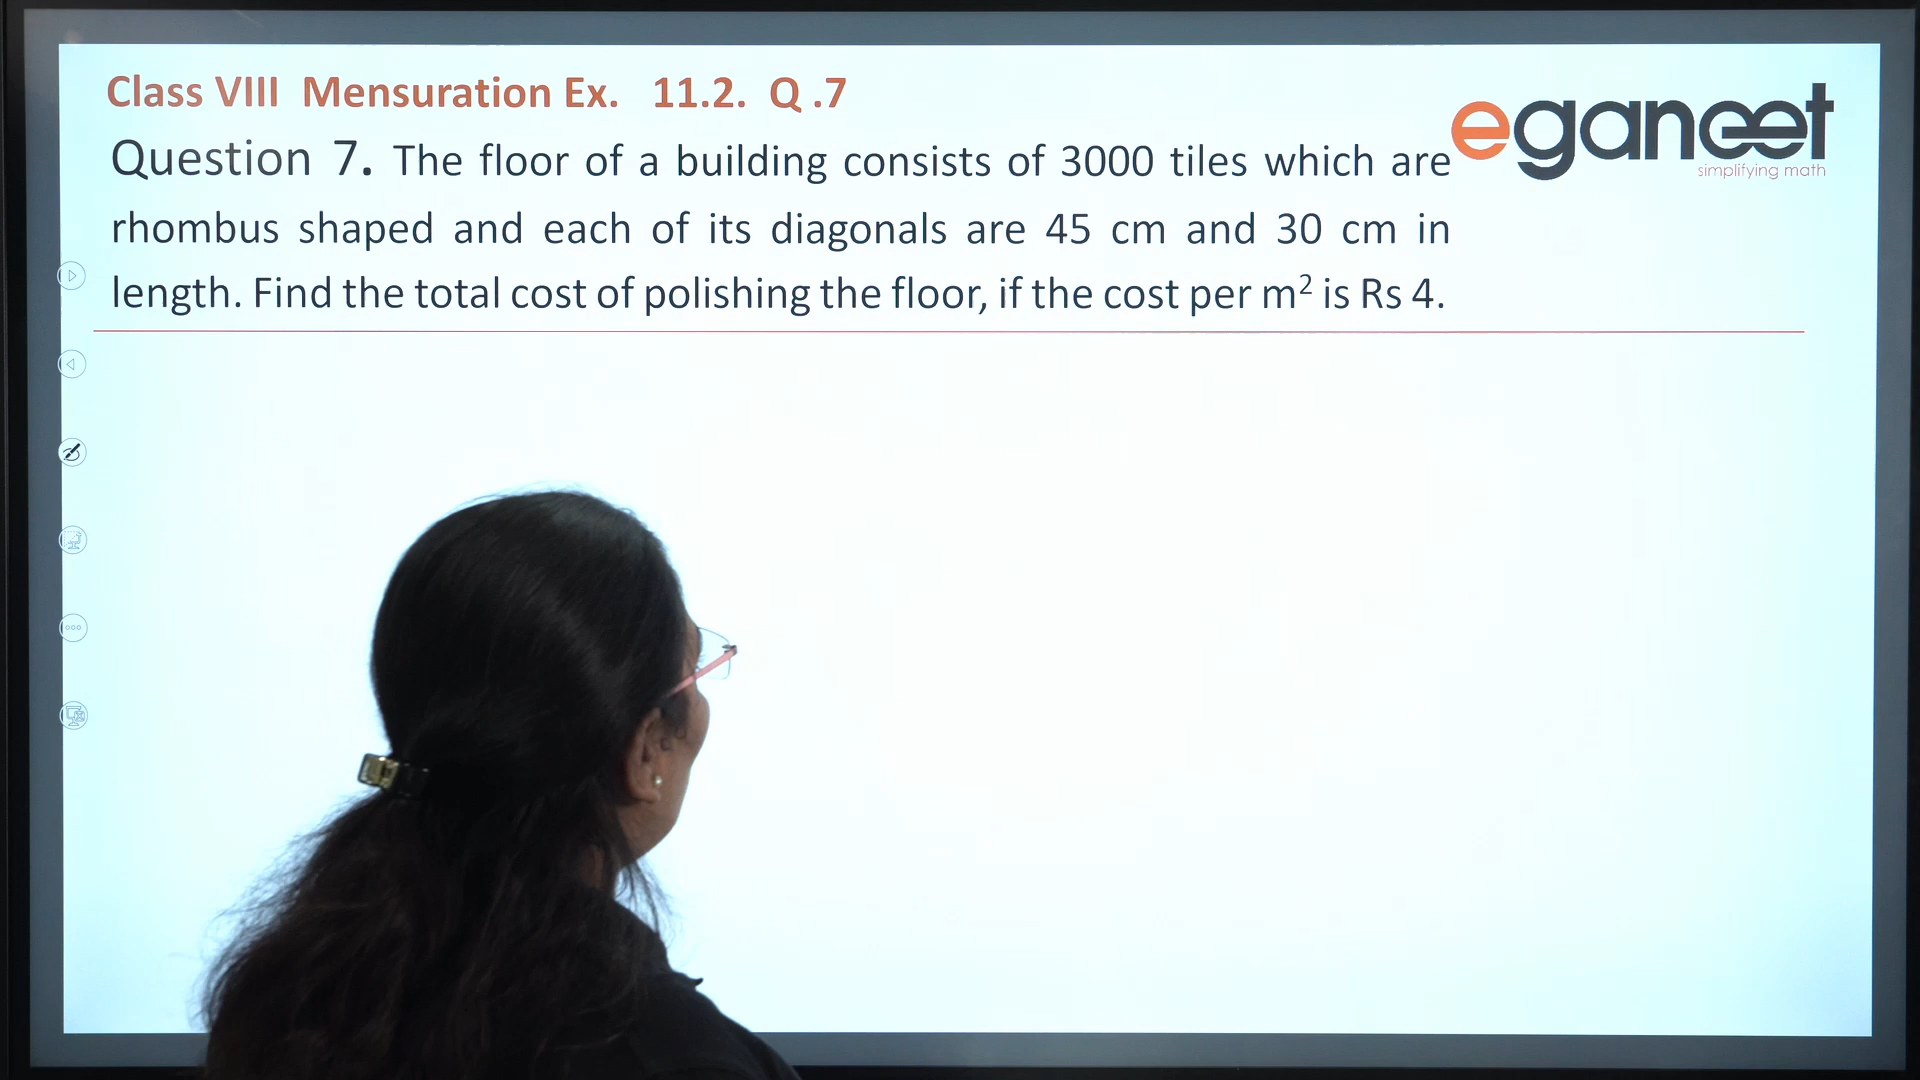 Class VIII Mensuration Ex. 11.2. Q .7
eganeet
simplifying math
Question 7. The floor of a building consists of 3000 tiles which are
rhombus shaped and each of its diagonals are 45 cm and 30 cm in
length. Find the total cost of polishing the floor, if the cost per m² is Rs 4.